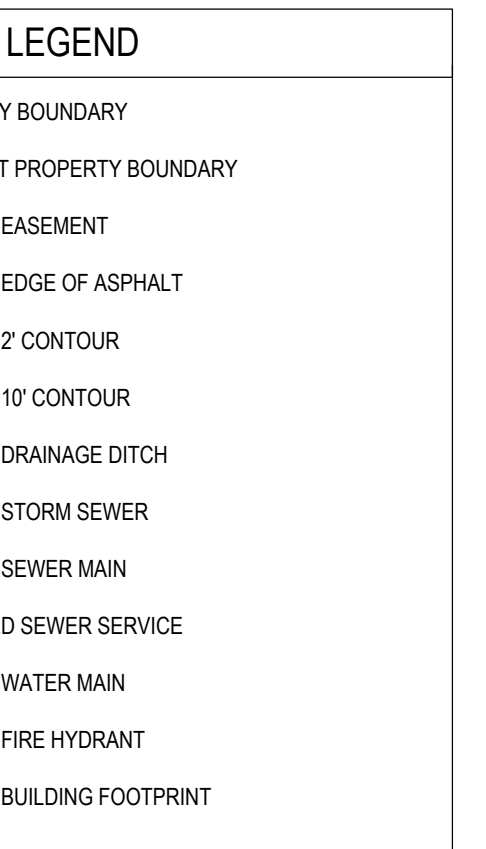 LEGEND
Y BOUNDARY
T PROPERTY BOUNDARY
EASEMENT
EDGE OF ASPHALT
2' CONTOUR
10' CONTOUR
DRAINAGE DITCH
STORM SEWER
SEWER MAIN
D SEWER SERVICE
WATER MAIN
FIRE HYDRANT
BUILDING FOOTPRINT